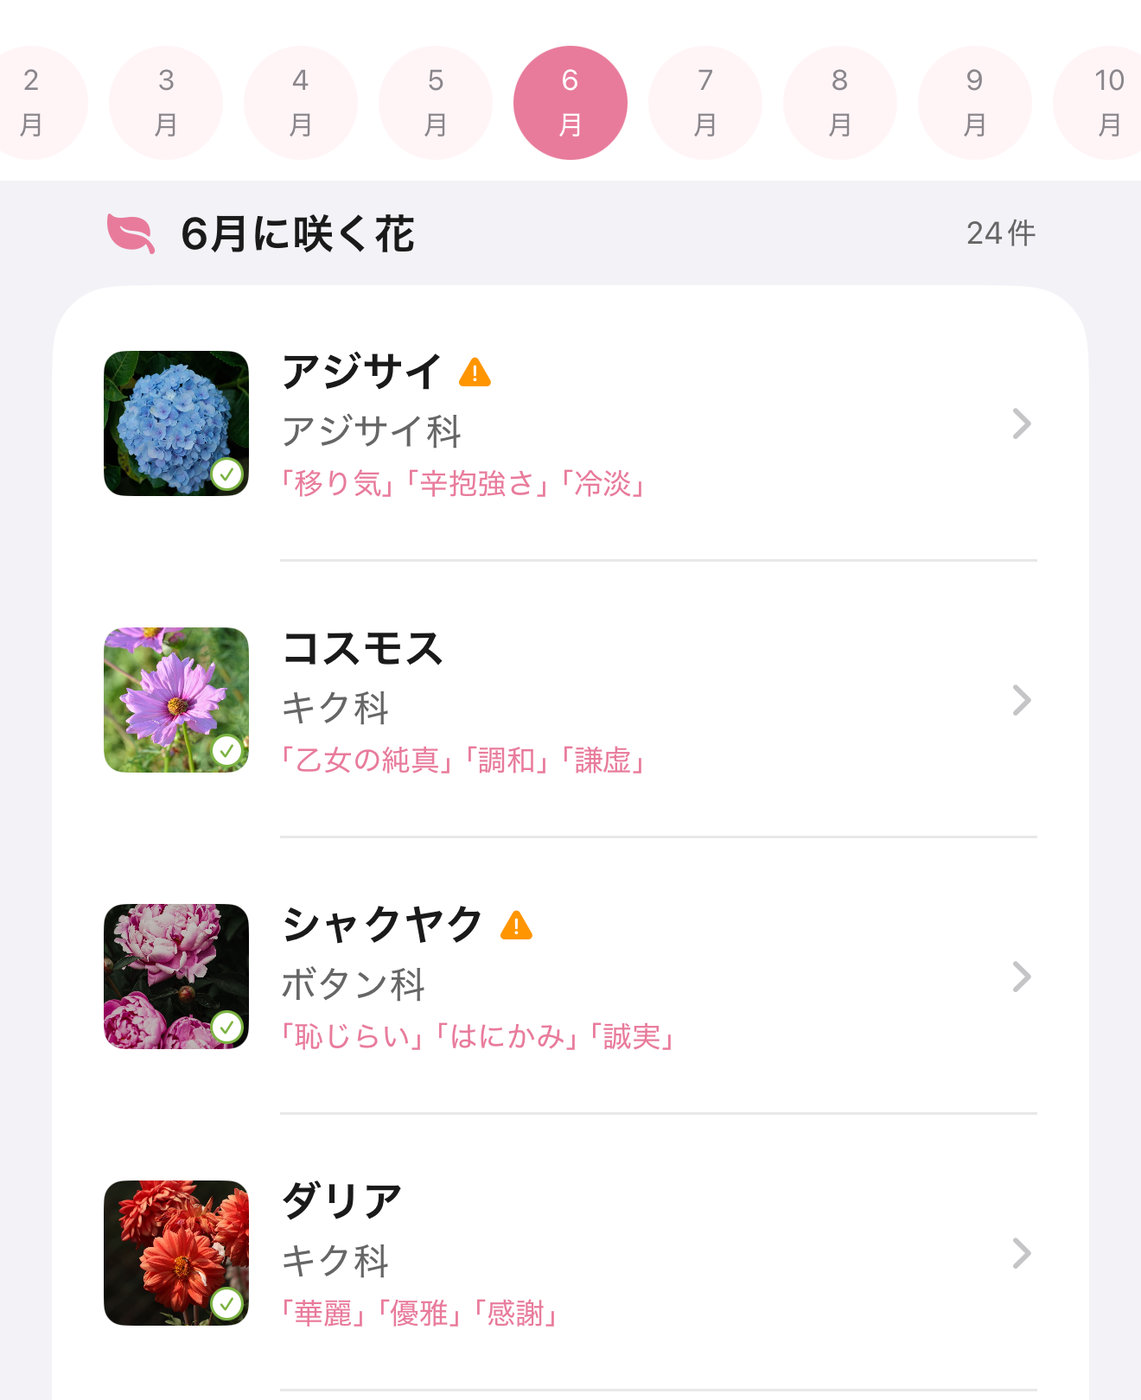 2月
3月
4月
5月
6月
7月
8月
9月
10月
6月に咲く花
24件
アジサイ
アジサイ科
「移り気」「辛抱強さ」「冷淡」
コスモス
キク科
「乙女の純真」「調和」「謙虚」
シャクヤク
ボタン科
「恥じらい」「はにかみ」「誠実」
ダリア
キク科
「華麗」「優雅」「感謝」